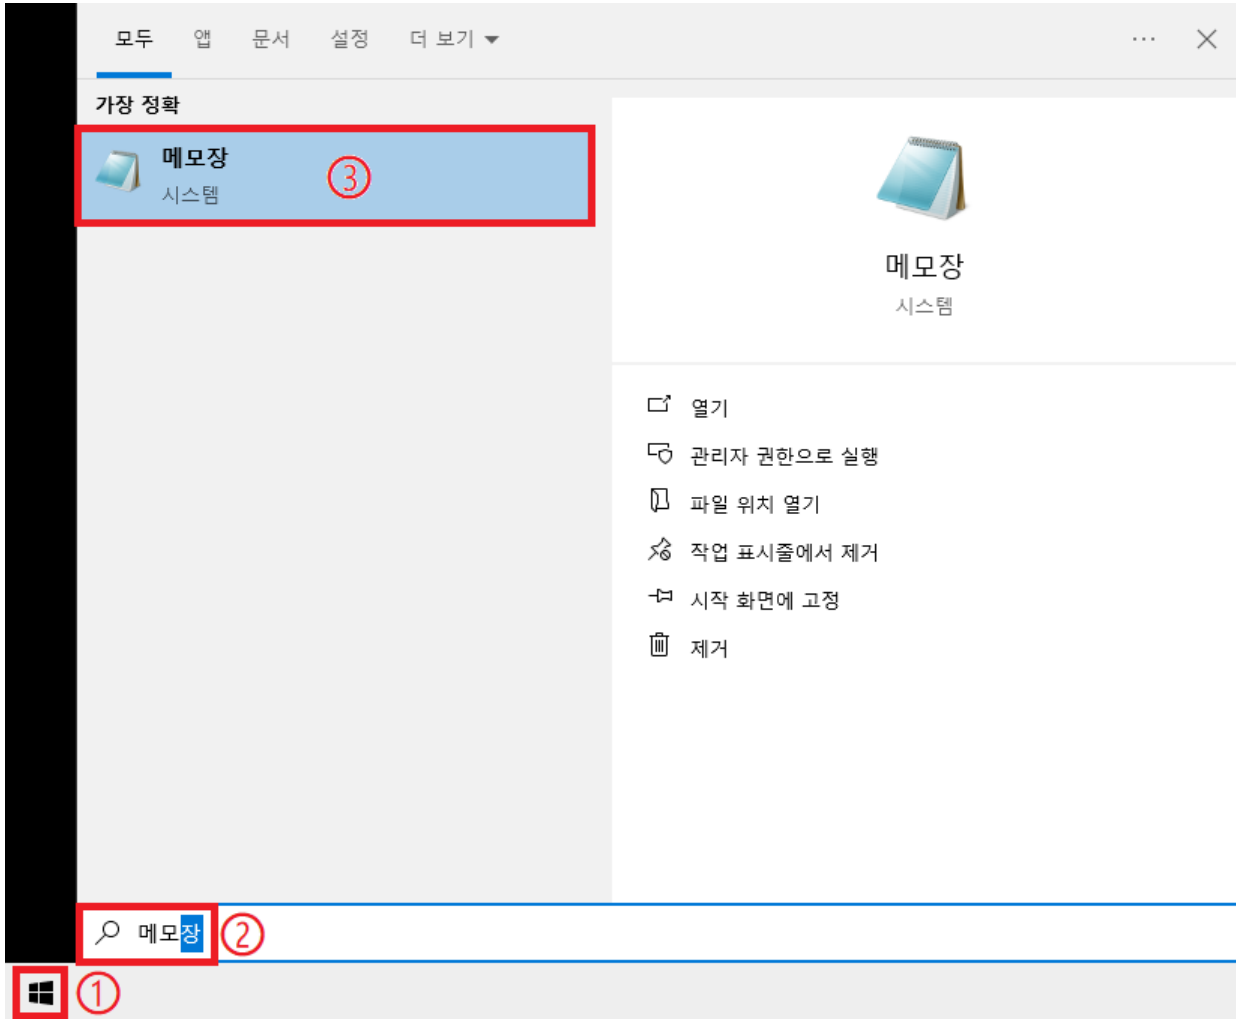 모두 앱 문서 설정 더 보기
가장 정확
메모장
시스템
③
메모장
시스템
열기
관리자 권한으로 실행
파일 위치 열기
작업 표시줄에서 제거
시작 화면에 고정
제거
메모장 ②
①